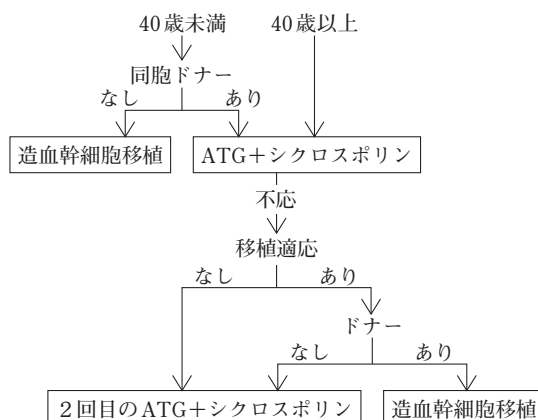 40歳未満 40歳以上
同胞ドナー
なし あり
造血幹細胞移植 ATG+シクロスポリン
不応
移植適応
なし あり
ドナー
なし あり
2回目のATG+シクロスポリン 造血幹細胞移植